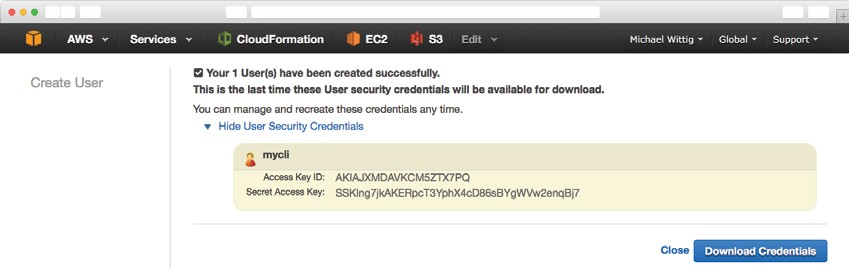 AWS Services CloudFormation EC2 S3 Edit Michael Wittig Global Support
Create User
Your 1 User(s) have been created successfully.
This is the last time these User security credentials will be available for download.
You can manage and recreate these credentials any time.
Hide User Security Credentials
mycli
Access Key ID: AKIAJXMDAVKCM5ZTX7PQ
Secret Access Key: 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
Close Download Credentials